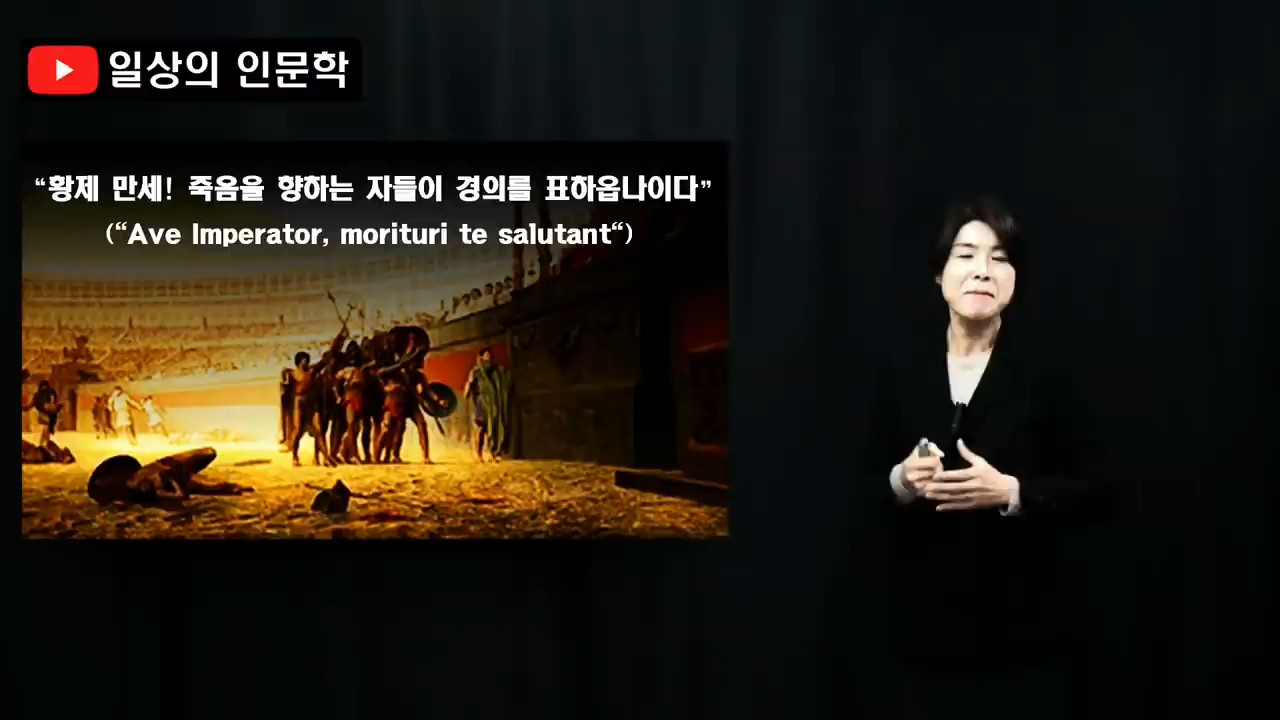 일상의 인문학
“황제 만세! 죽음을 향하는 자들이 경의를 표하옵나이다”
(“Ave Imperator, morituri te salutant“)